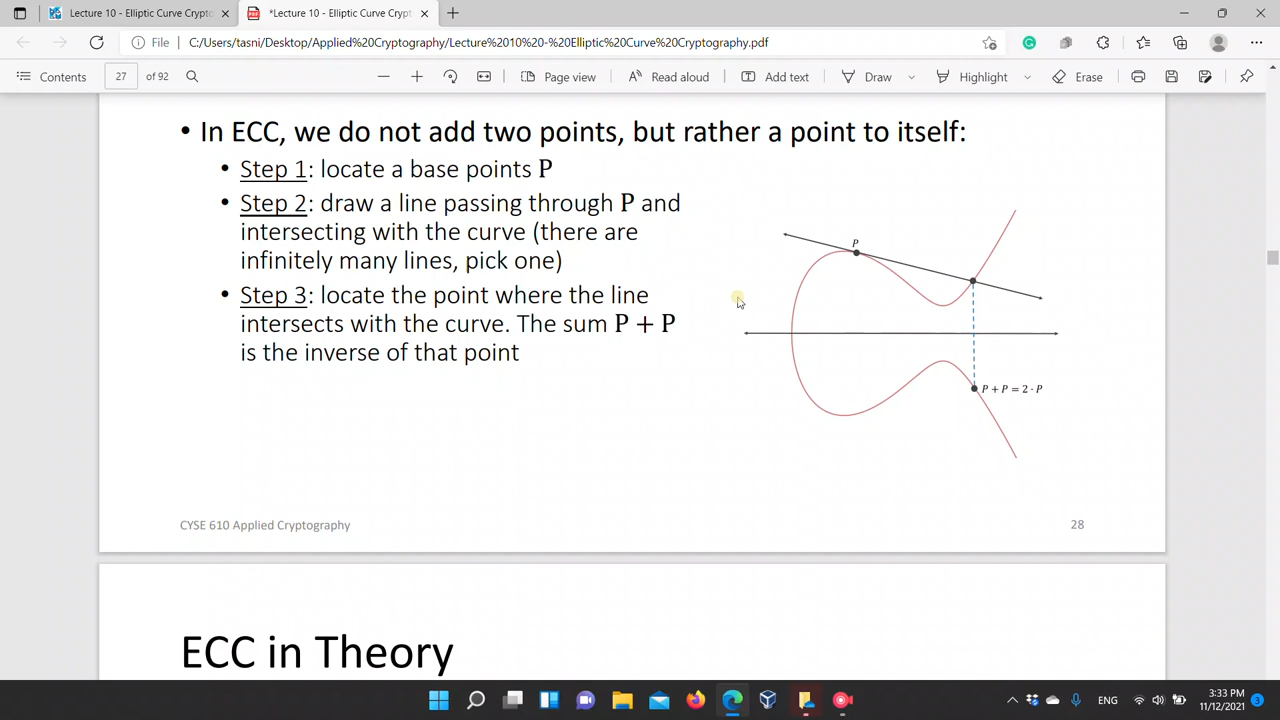 Lecture 10 - Elliptic Curve Crypto
*Lecture 10 - Elliptic Curve Crypt
File
C:/Users/tasni/Desktop/Applied%20Cryptography/Lecture%2010%20-%20Elliptic%20Curve%20Cryptography.pdf
Contents
27
of 92
Page view
Read aloud
Add text
Draw
Highlight
Erase
• In ECC, we do not add two points, but rather a point to itself:
• Step 1: locate a base points P
• Step 2: draw a line passing through P and
intersecting with the curve (there are
infinitely many lines, pick one)
• Step 3: locate the point where the line
intersects with the curve. The sum P + P
is the inverse of that point
P
P + P = 2 · P
CYSE 610 Applied Cryptography
28
ECC in Theory
ENG
3:33 PM
11/12/2021
3